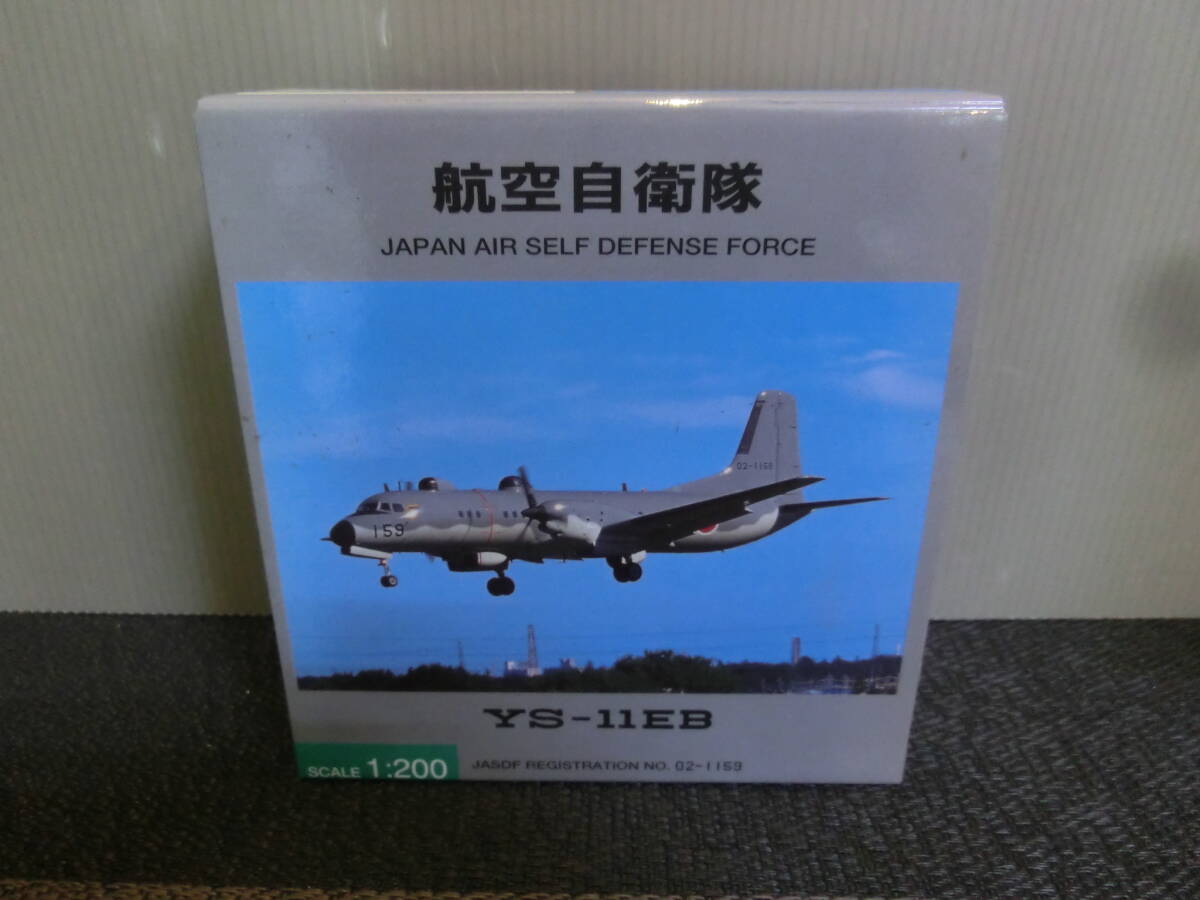 航空自衛隊
JAPAN AIR SELF DEFENSE FORCE
02-1159
159
YS-11EB
SCALE 1:200
JASDF REGISTRATION NO. 02-1159